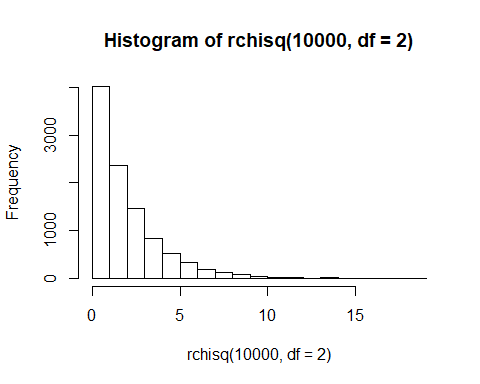 Histogram of rchisq(10000, df = 2)
Frequency
3000
1000
0
0 5 10 15
rchisq(10000, df = 2)